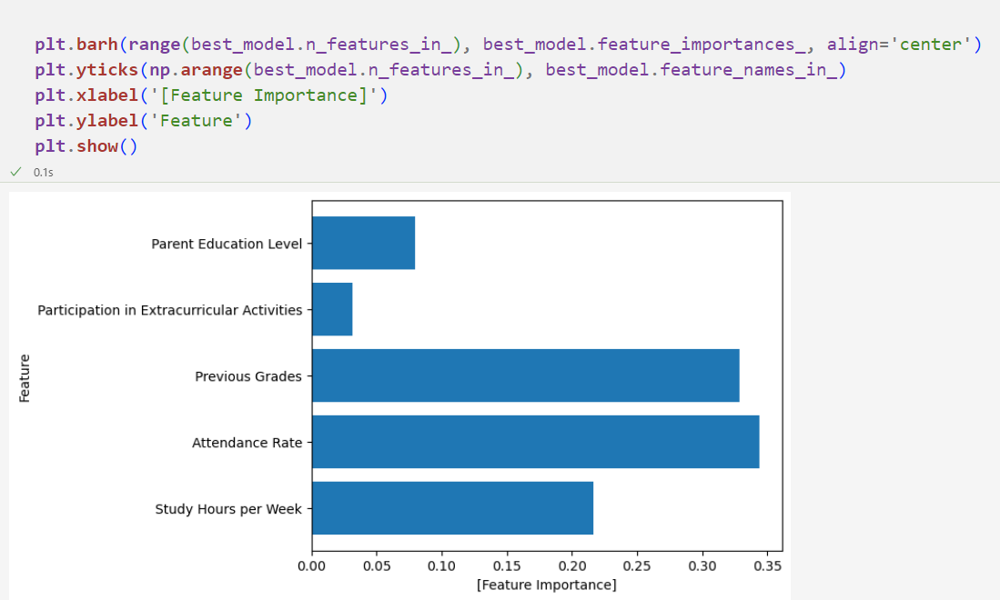 plt.barh(range(best_model.n_features_in_), best_model.feature_importances_, align='center')
plt.yticks(np.arange(best_model.n_features_in_), best_model.feature_names_in_)
plt.xlabel('[Feature Importance]')
plt.ylabel('Feature')
plt.show()
✓ 0.1s
Parent Education Level
Participation in Extracurricular Activities
Previous Grades
Attendance Rate
Study Hours per Week
Feature
0.00 0.05 0.10 0.15 0.20 0.25 0.30 0.35
[Feature Importance]